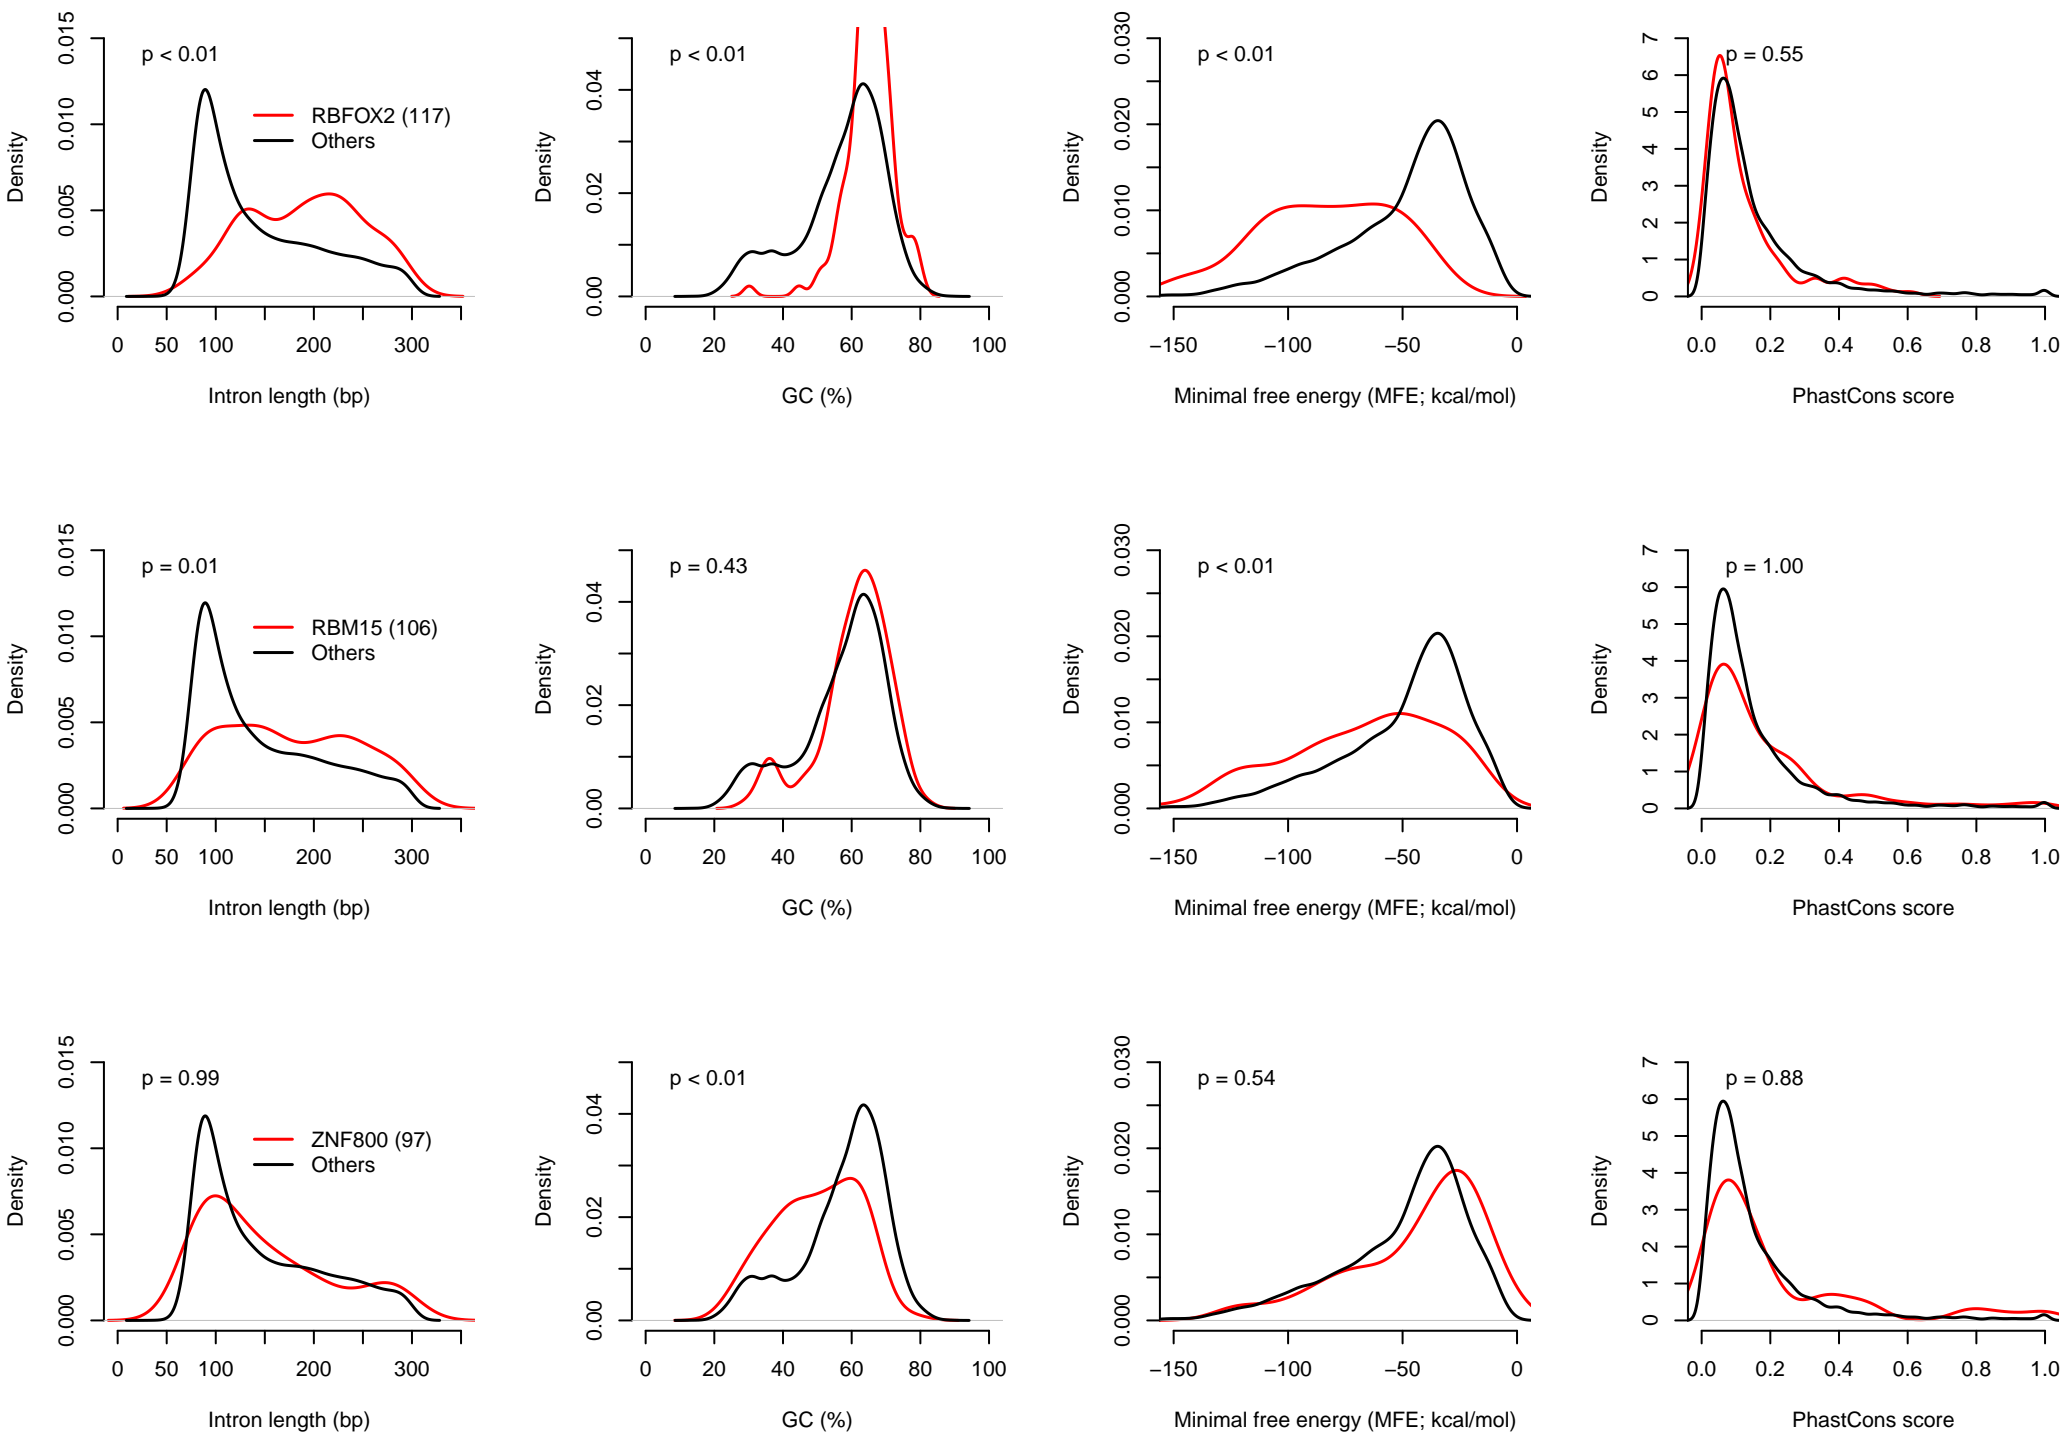 p < 0.01
RBFOX2 (117)
Others
Density
0.000 0.005 0.010 0.015
0 50 100 200 300
Intron length (bp)
p < 0.01
Density
0.00 0.02 0.04
0 20 40 60 80 100
GC (%)
p < 0.01
Density
0.000 0.010 0.020 0.030
−150 −100 −50 0
Minimal free energy (MFE; kcal/mol)
p = 0.55
Density
0 1 2 3 4 5 6 7
0.0 0.2 0.4 0.6 0.8 1.0
PhastCons score
p = 0.01
RBM15 (106)
Others
Density
0.000 0.005 0.010 0.015
0 50 100 200 300
Intron length (bp)
p = 0.43
Density
0.00 0.02 0.04
0 20 40 60 80 100
GC (%)
p < 0.01
Density
0.000 0.010 0.020 0.030
−150 −100 −50 0
Minimal free energy (MFE; kcal/mol)
p = 1.00
Density
0 1 2 3 4 5 6 7
0.0 0.2 0.4 0.6 0.8 1.0
PhastCons score
p = 0.99
ZNF800 (97)
Others
Density
0.000 0.005 0.010 0.015
0 50 100 200 300
Intron length (bp)
p < 0.01
Density
0.00 0.02 0.04
0 20 40 60 80 100
GC (%)
p = 0.54
Density
0.000 0.010 0.020 0.030
−150 −100 −50 0
Minimal free energy (MFE; kcal/mol)
p = 0.88
Density
0 1 2 3 4 5 6 7
0.0 0.2 0.4 0.6 0.8 1.0
PhastCons score